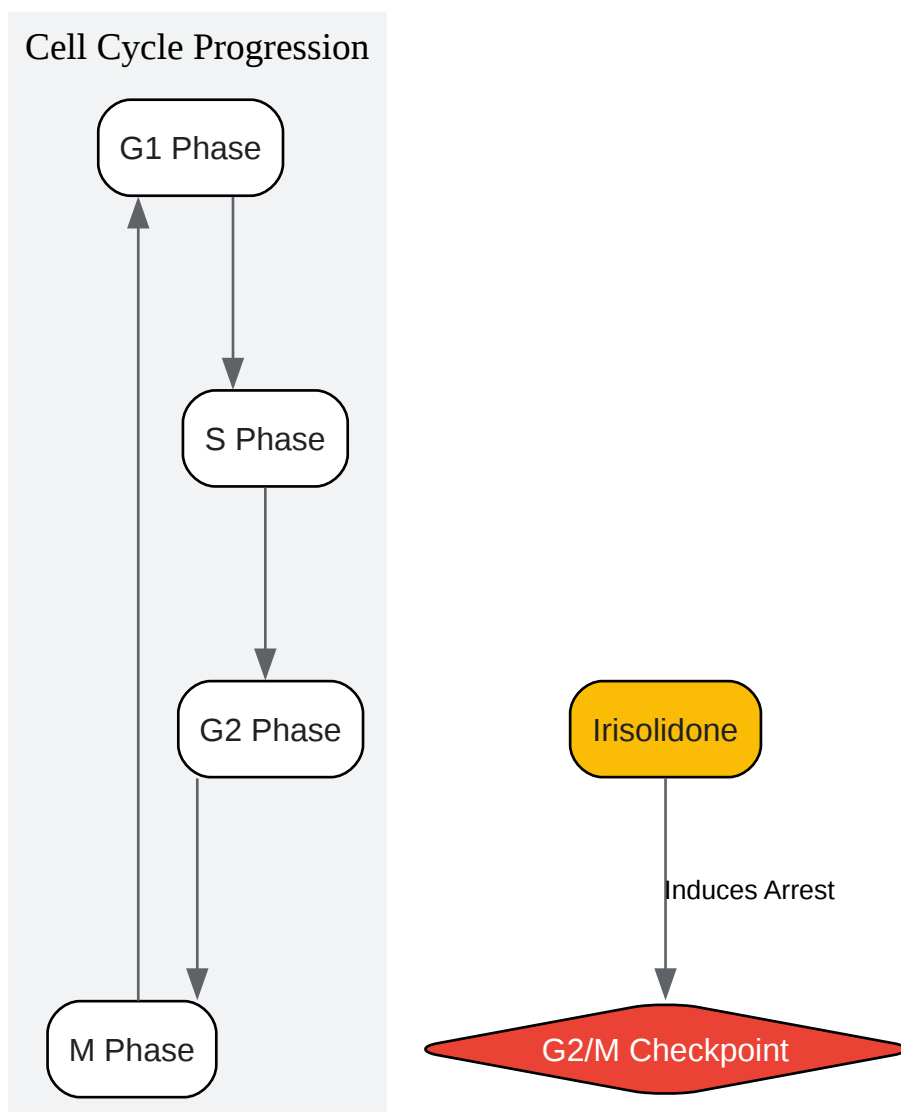 Cell Cycle Progression
G1 Phase
S Phase
G2 Phase
Irisolidone
Induces Arrest
M Phase
G2/M Checkpoint